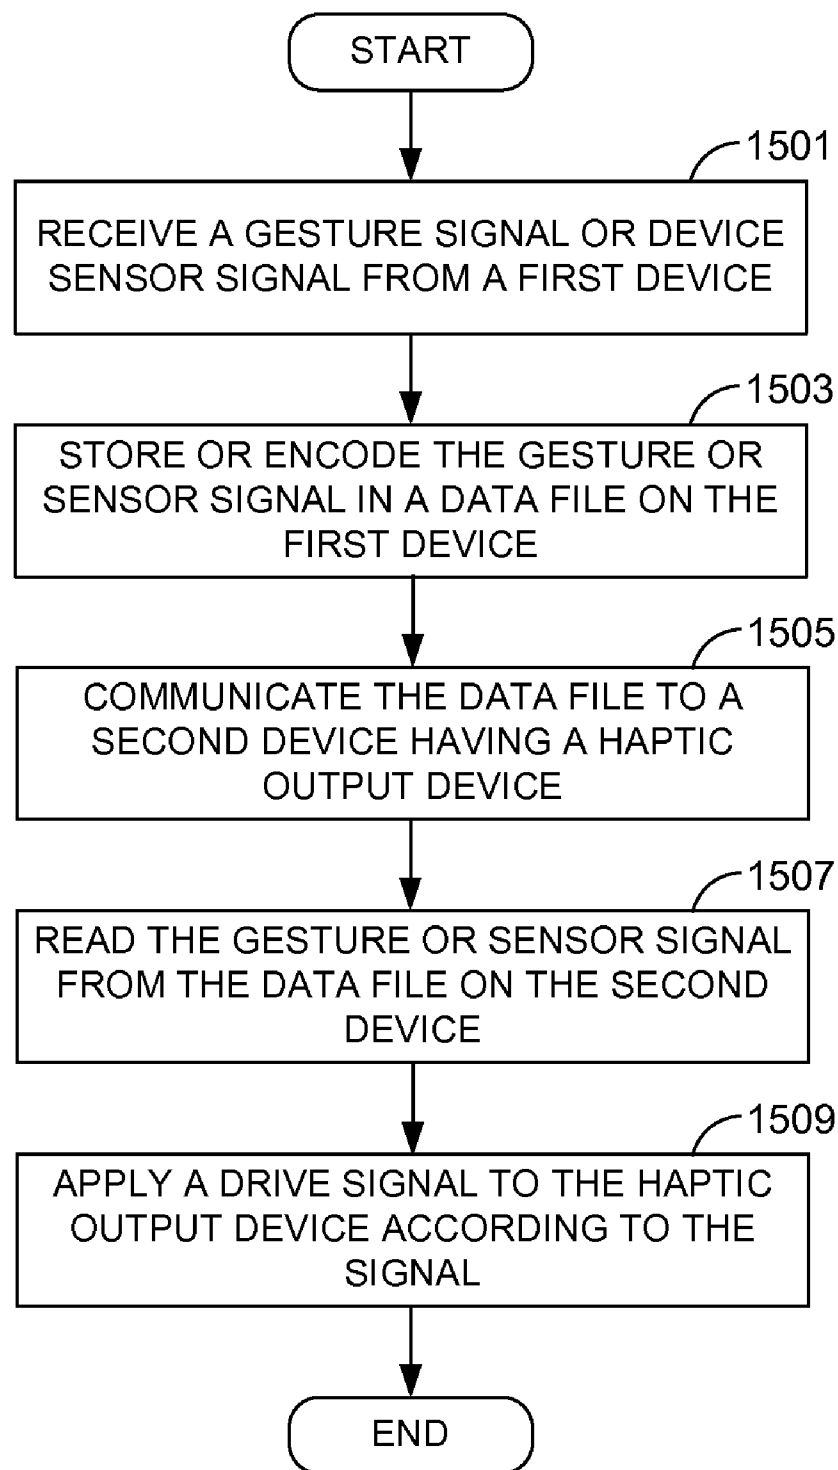 START
1501
RECEIVE A GESTURE SIGNAL OR DEVICE
SENSOR SIGNAL FROM A FIRST DEVICE
1503
STORE OR ENCODE THE GESTURE OR
SENSOR SIGNAL IN A DATA FILE ON THE
FIRST DEVICE
1505
COMMUNICATE THE DATA FILE TO A
SECOND DEVICE HAVING A HAPTIC
OUTPUT DEVICE
1507
READ THE GESTURE OR SENSOR SIGNAL
FROM THE DATA FILE ON THE SECOND
DEVICE
1509
APPLY A DRIVE SIGNAL TO THE HAPTIC
OUTPUT DEVICE ACCORDING TO THE
SIGNAL
END